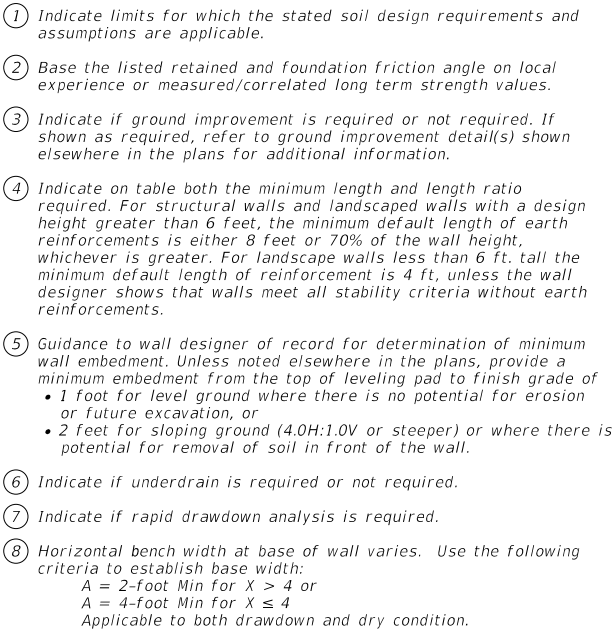 1 Indicate limits for which the stated soil design requirements and
assumptions are applicable.
2 Base the listed retained and foundation friction angle on local
experience or measured/correlated long term strength values.
3 Indicate if ground improvement is required or not required. If
shown as required, refer to ground improvement detail(s) shown
elsewhere in the plans for additional information.
4 Indicate on table both the minimum length and length ratio
required. For structural walls and landscaped walls with a design
height greater than 6 feet, the minimum default length of earth
reinforcements is either 8 feet or 70% of the wall height,
whichever is greater. For landscape walls less than 6 ft. tall the
minimum default length of reinforcement is 4 ft, unless the wall
designer shows that walls meet all stability criteria without earth
reinforcements.
5 Guidance to wall designer of record for determination of minimum
wall embedment. Unless noted elsewhere in the plans, provide a
minimum embedment from the top of leveling pad to finish grade of
• 1 foot for level ground where there is no potential for erosion
or future excavation, or
• 2 feet for sloping ground (4.0H:1.0V or steeper) or where there is
potential for removal of soil in front of the wall.
6 Indicate if underdrain is required or not required.
7 Indicate if rapid drawdown analysis is required.
8 Horizontal bench width at base of wall varies. Use the following
criteria to establish base width:
A = 2-foot Min for X > 4 or
A = 4-foot Min for X ≤ 4
Applicable to both drawdown and dry condition.